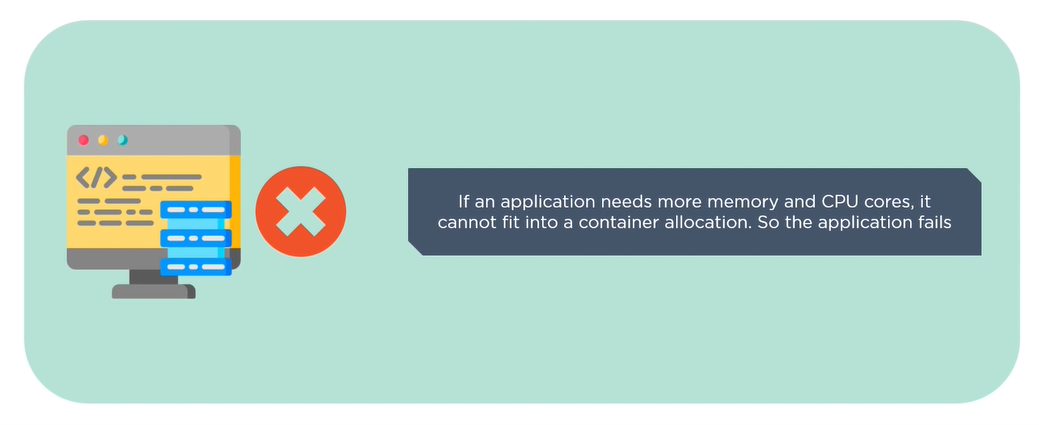 </>
If an application needs more memory and CPU cores, it
cannot fit into a container allocation. So the application fails